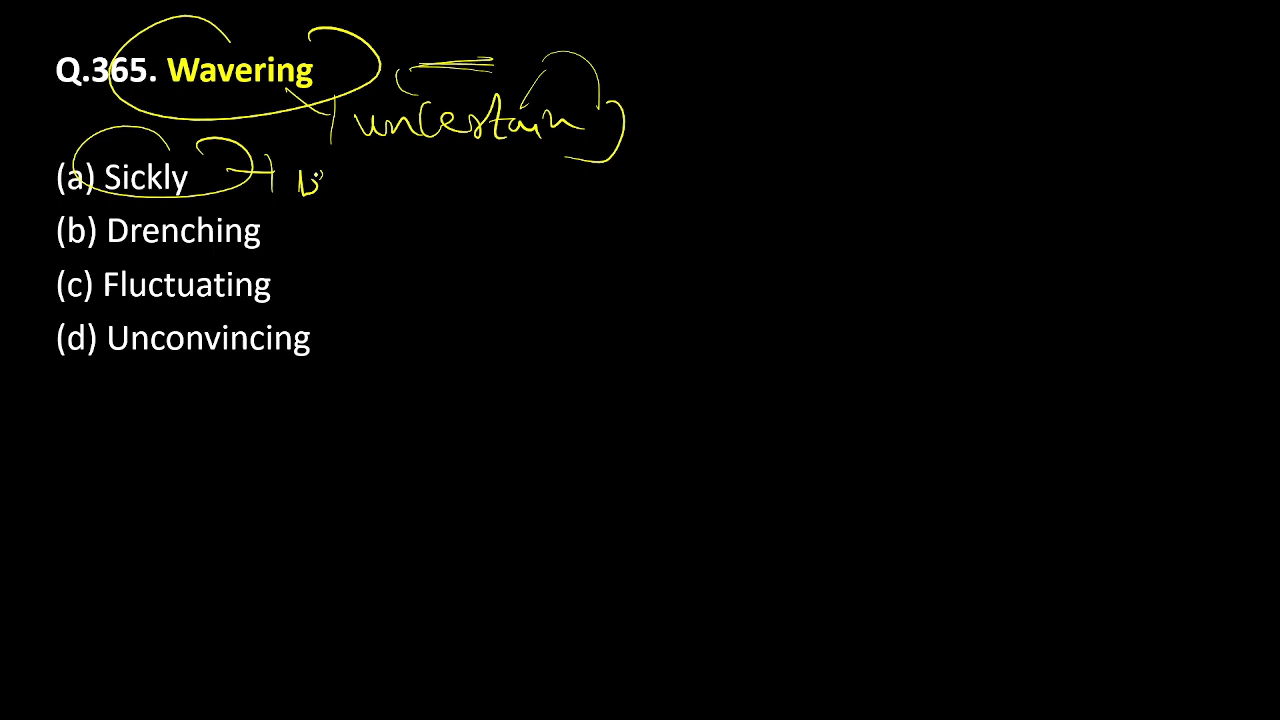 Q.365. Wavering
uncertain
(a) Sickly
(b) Drenching
(c) Fluctuating
(d) Unconvincing